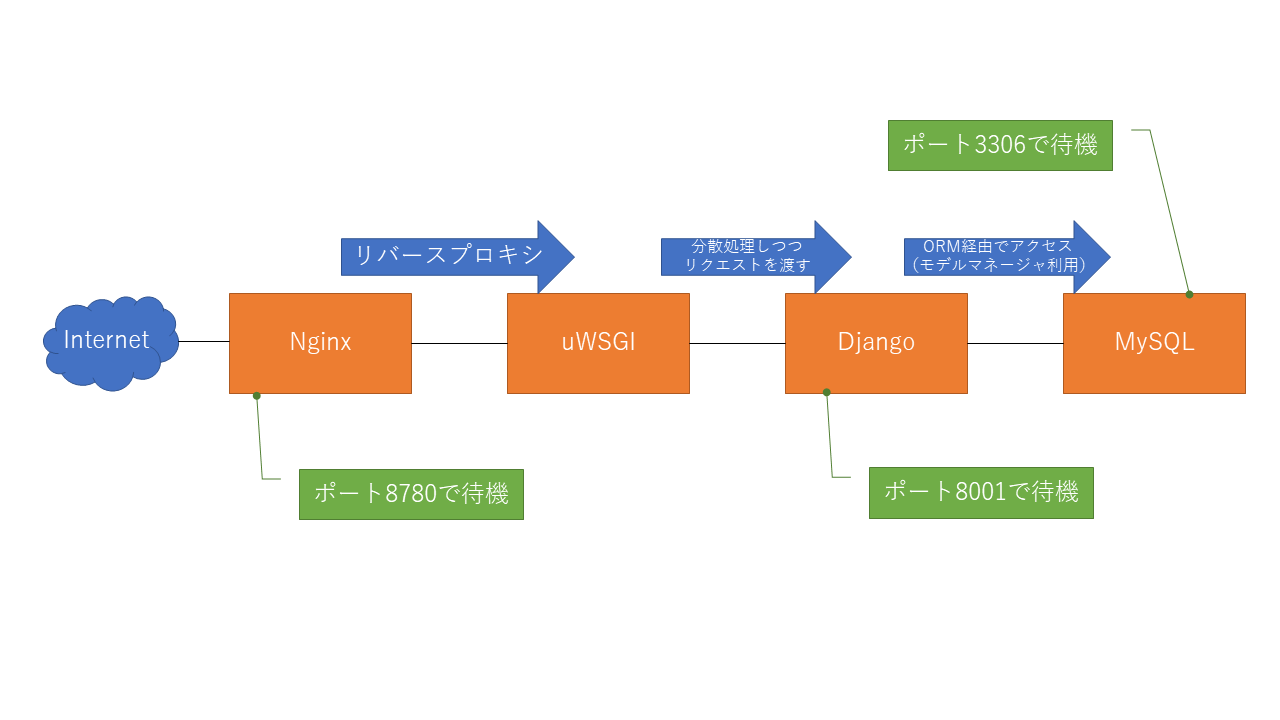 ポート3306で待機
リバースプロキシ
分散処理しつつ
リクエストを渡す
ORM経由でアクセス
(モデルマネージャ利用)
Internet
Nginx
uWSGI
Django
MySQL
ポート8780で待機
ポート8001で待機